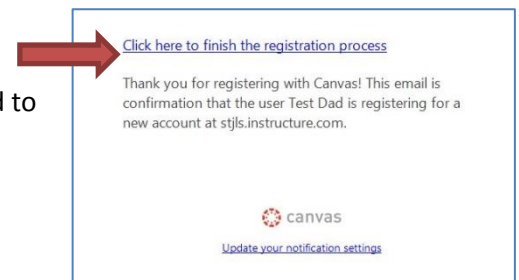 Click here to finish the registration process
Thank you for registering with Canvas! This email is
confirmation that the user Test Dad is registering for a
new account at stjls.instructure.com.
to
canvas
Update your notification settings